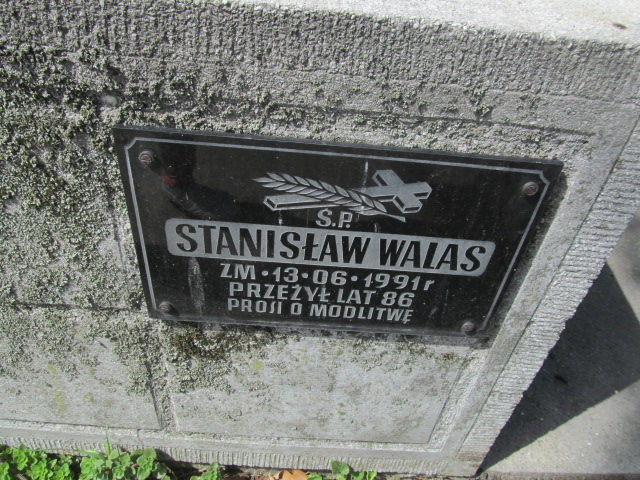 Ś.P.
STANISŁAW WALAS
ZM·13·06·1991r
PRZEŻYŁ LAT 86
PROSI O MODLITWĘ